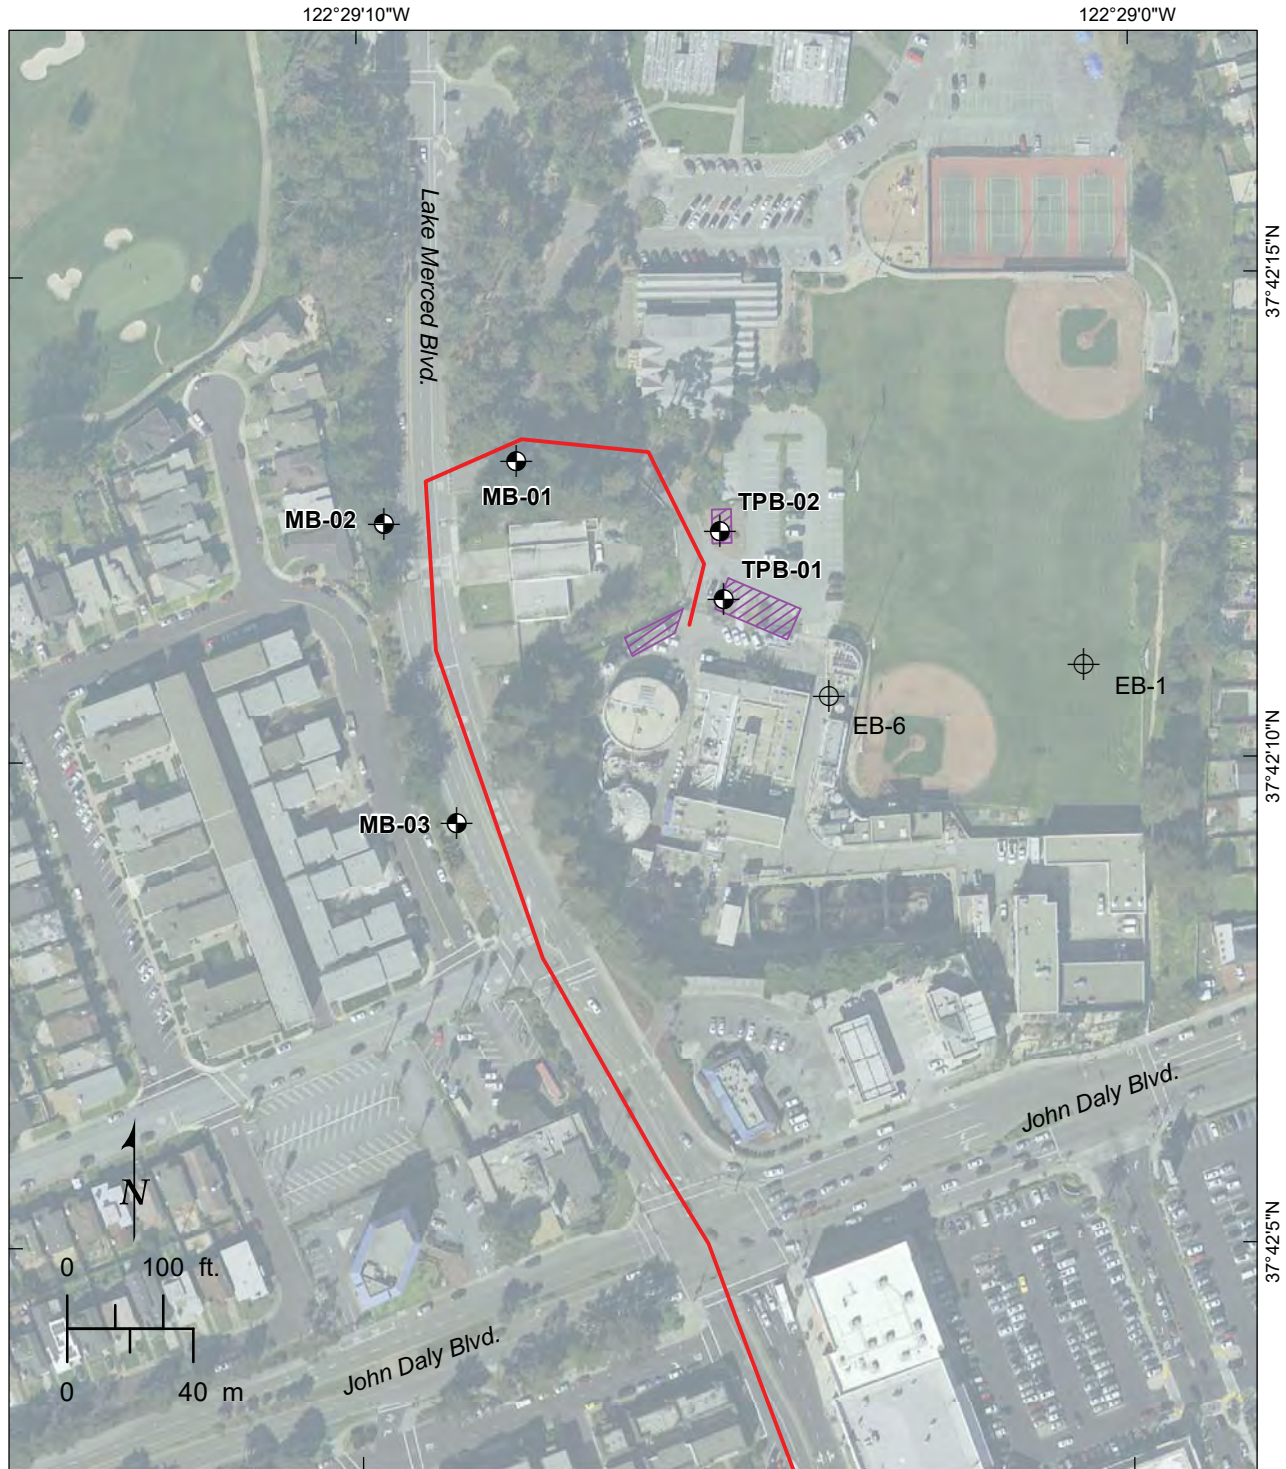 122°29'10"W
122°29'0"W
Lake Merced Blvd.
37°42'15"N
MB-01
MB-02
TPB-02
TPB-01
EB-1
EB-6
37°42'10"N
MB-03
John Daly Blvd.
N
37°42'5"N
0 100 ft.
John Daly Blvd.
0 40 m